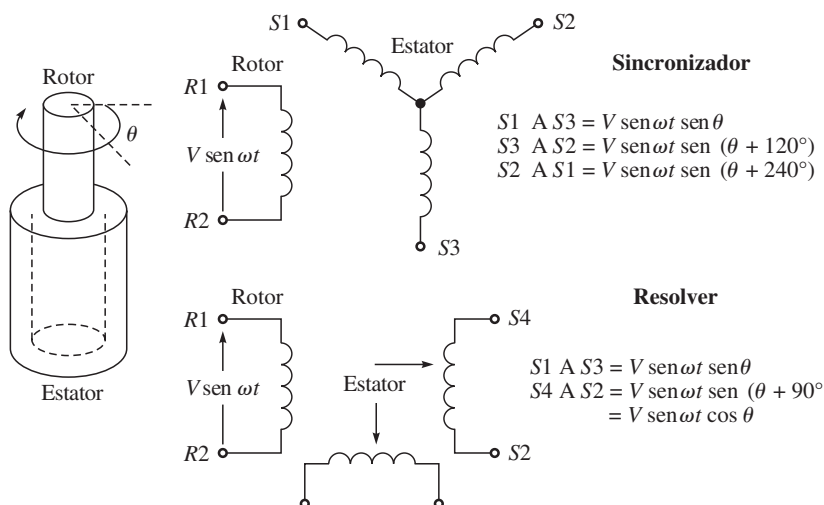 Rotor
θ
Estator
R1
Rotor
V sen ωt
R2
S1
Estator
S2
S3
Sincronizador
S1 A S3 = V sen ωt sen θ
S3 A S2 = V sen ωt sen (θ + 120°)
S2 A S1 = V sen ωt sen (θ + 240°)
R1
Rotor
V sen ωt
R2
Estator
S4
S2
Resolver
S1 A S3 = V sen ωt sen θ
S4 A S2 = V sen ωt sen (θ + 90°
= V sen ωt cos θ